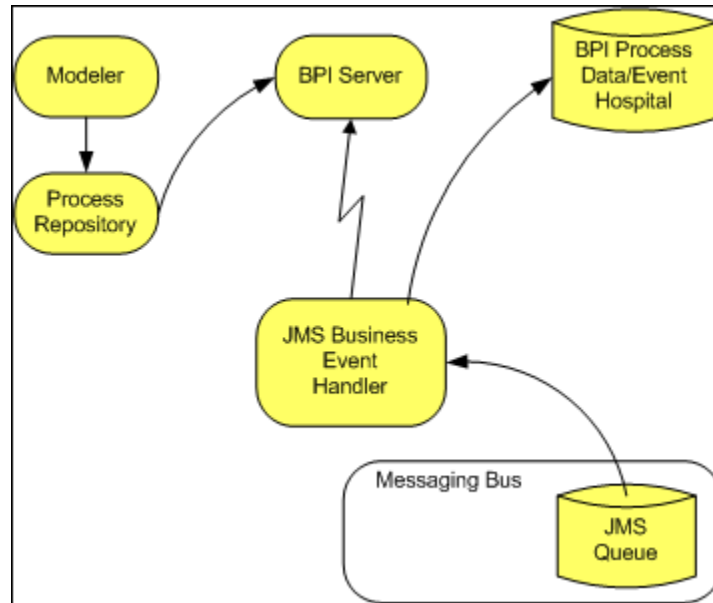 Modeler
BPI Server
BPI Process
Data/Event
Hospital
Process
Repository
JMS Business
Event
Handler
Messaging Bus
JMS
Queue